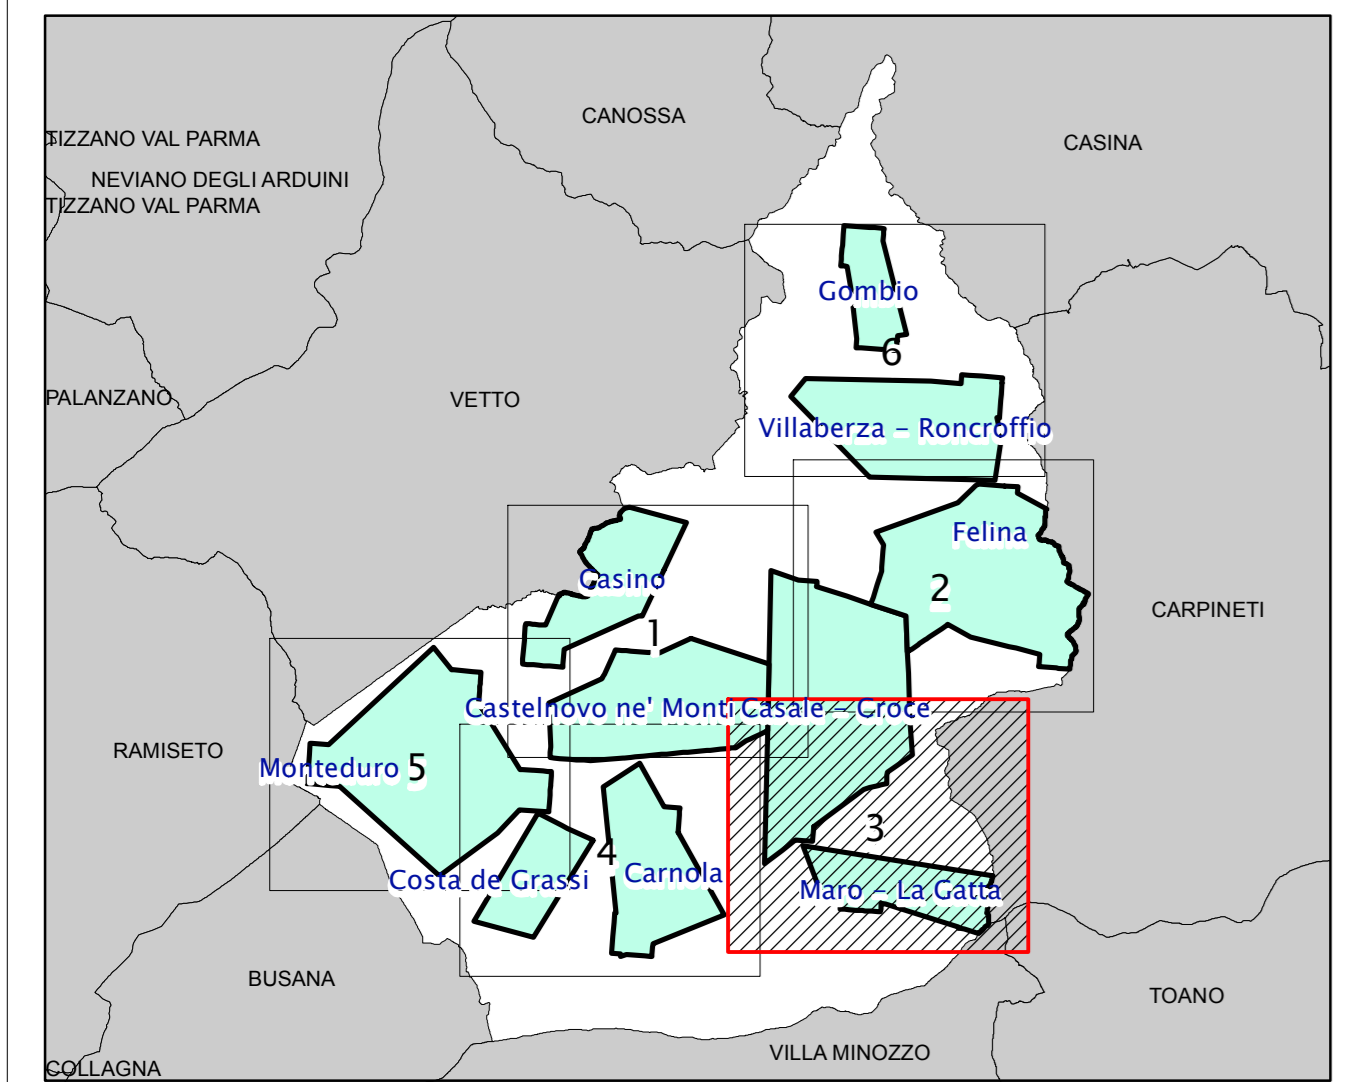 CANOSSA
TIZZANO VAL PARMA
CASINA
NEVIANO DEGLI ARDUINI
TIZZANO VAL PARMA
Gombio
6
PALANZANO
VETTO
Villaberza - Roncroffio
Felina
Casino
2
CARPINETI
1
Castelnovo ne' Monti
Casale - Croce
RAMISETO
Monteduro
5
3
4
Carnola
Costa de Grassi
Maro - La Gatta
BUSANA
TOANO
VILLA MINOZZO
COLLAGNA